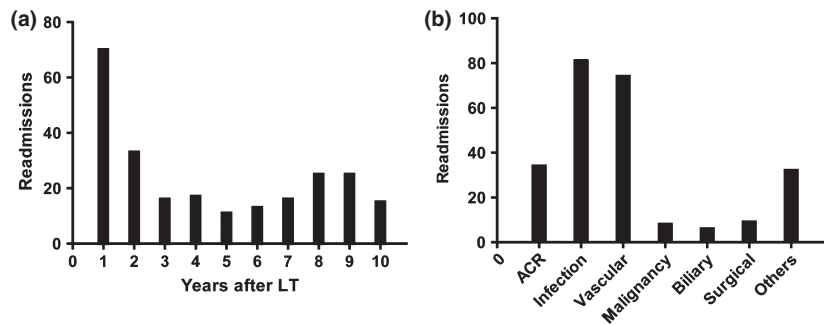 (a)
80
60
40
20
0
Readmissions
0 1 2 3 4 5 6 7 8 9 10
Years after LT
(b)
100
80
60
40
20
0
Readmissions
0
ACR
Infection
Vascular
Malignancy
Biliary
Surgical
Others